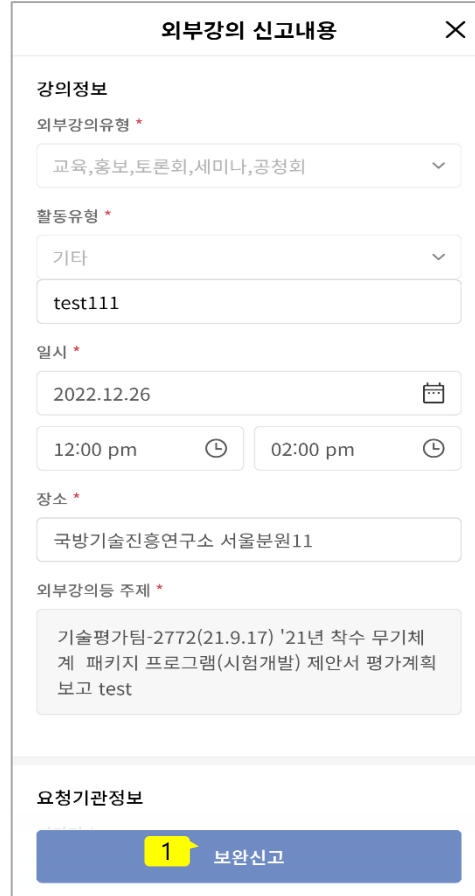 외부강의 신고내용
강의정보
외부강의유형 *
교육,홍보,토론회,세미나,공청회
활동유형 *
기타
test111
일시 *
2022.12.26
12:00 pm
02:00 pm
장소 *
국방기술진흥연구소 서울분원11
외부강의등 주제 *
기술평가팀-2772(21.9.17) '21년 착수 무기체
계 패키지 프로그램(시험개발) 제안서 평가계획
보고 test
요청기관정보
1
보완신고